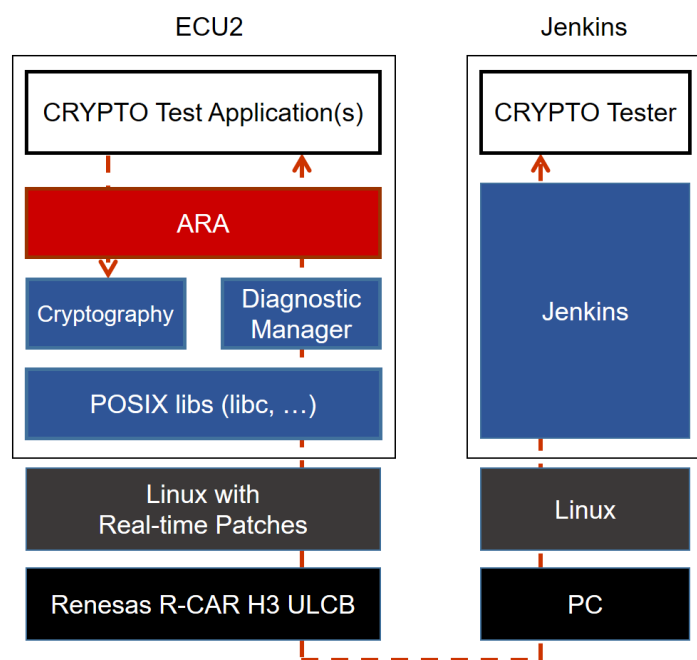 ECU2
CRYPTO Test Application(s)
ARA
Cryptography
Diagnostic
Manager
POSIX libs (libc, …)
Linux with
Real-time Patches
Renesas R-CAR H3 ULCB
Jenkins
CRYPTO Tester
Jenkins
Linux
PC